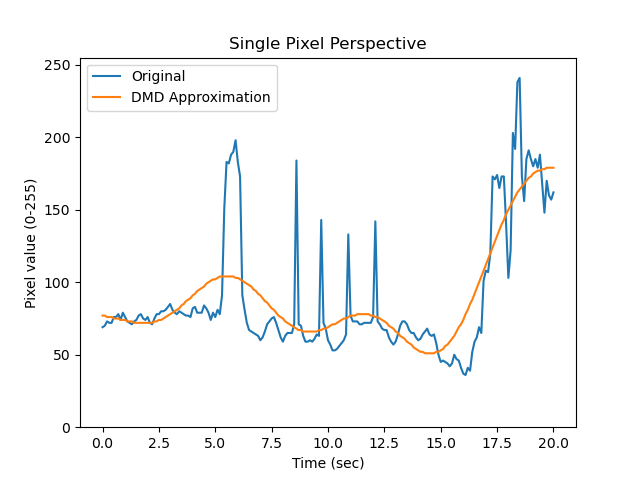 Single Pixel Perspective
Original
DMD Approximation
250
200
150
100
50
0
Pixel value (0-255)
0.0 2.5 5.0 7.5 10.0 12.5 15.0 17.5 20.0
Time (sec)